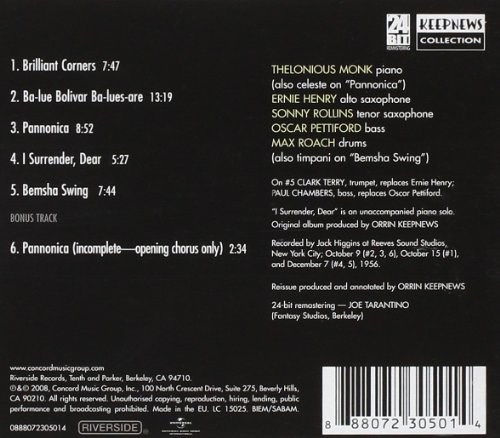 24
BIT
REMASTERING
KEEPNEWS
COLLECTION
1. Brilliant Corners 7:47
2. Ba-lue Bolivar Ba-lues-are 13:19
3. Pannonica 8:52
4. I Surrender, Dear 5:27
5. Bemsha Swing 7:44
BONUS TRACK
6. Pannonica (incomplete—opening chorus only) 2:34
THELONIOUS MONK piano
(also celeste on "Pannonica")
ERNIE HENRY alto saxophone
SONNY ROLLINS tenor saxophone
OSCAR PETTIFORD bass
MAX ROACH drums
(also timpani on "Bemsha Swing")
On #5 CLARK TERRY, trumpet, replaces Ernie Henry;
PAUL CHAMBERS, bass, replaces Oscar Pettiford.
"I Surrender, Dear" is an unaccompanied piano solo.
Original album produced by ORRIN KEEPNEWS
Recorded by Jack Higgins at Reeves Sound Studios,
New York City; October 9 (#2, 3, 6), October 15 (#1),
and December 7 (#4, 5), 1956.
Reissue produced and annotated by ORRIN KEEPNEWS
24-bit remastering — JOE TARANTINO
(Fantasy Studios, Berkeley)
www.concordmusicgroup.com
Riverside Records, Tenth and Parker, Berkeley, CA 94710.
℗&© 2008, Concord Music Group, Inc., 100 North Crescent Drive, Suite 275, Beverly Hills,
CA 90210. All rights reserved. Unauthorised copying, reproduction, hiring, lending, public
performance and broadcasting prohibited. Made in the EU. LC 15025. BIEM/SABAM.
0888072305014
RIVERSIDE
UNIVERSAL
8 88072 30501 4